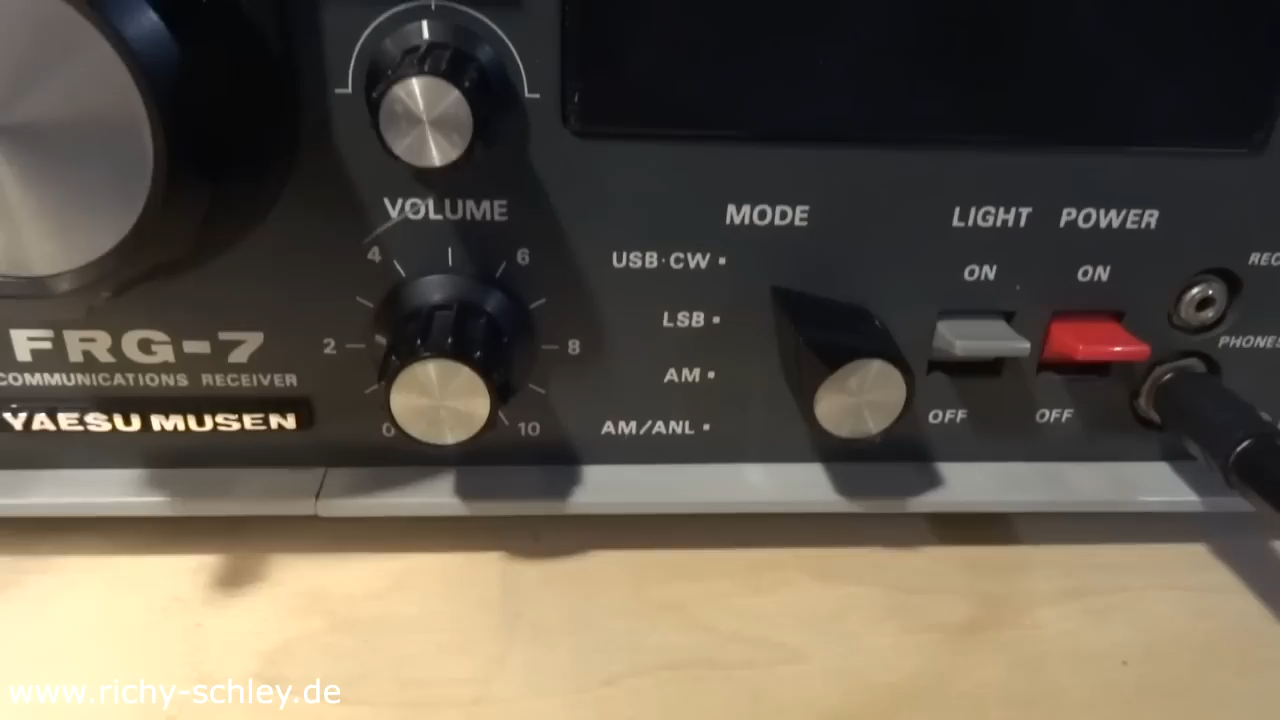 VOLUME
4
6
2
8
0
10
FRG-7
COMMUNICATIONS RECEIVER
YAESU MUSEN
MODE
USB·CW
LSB
AM
AM/ANL
LIGHT
ON
OFF
POWER
ON
OFF
REC
PHONES
www.richy-schley.de